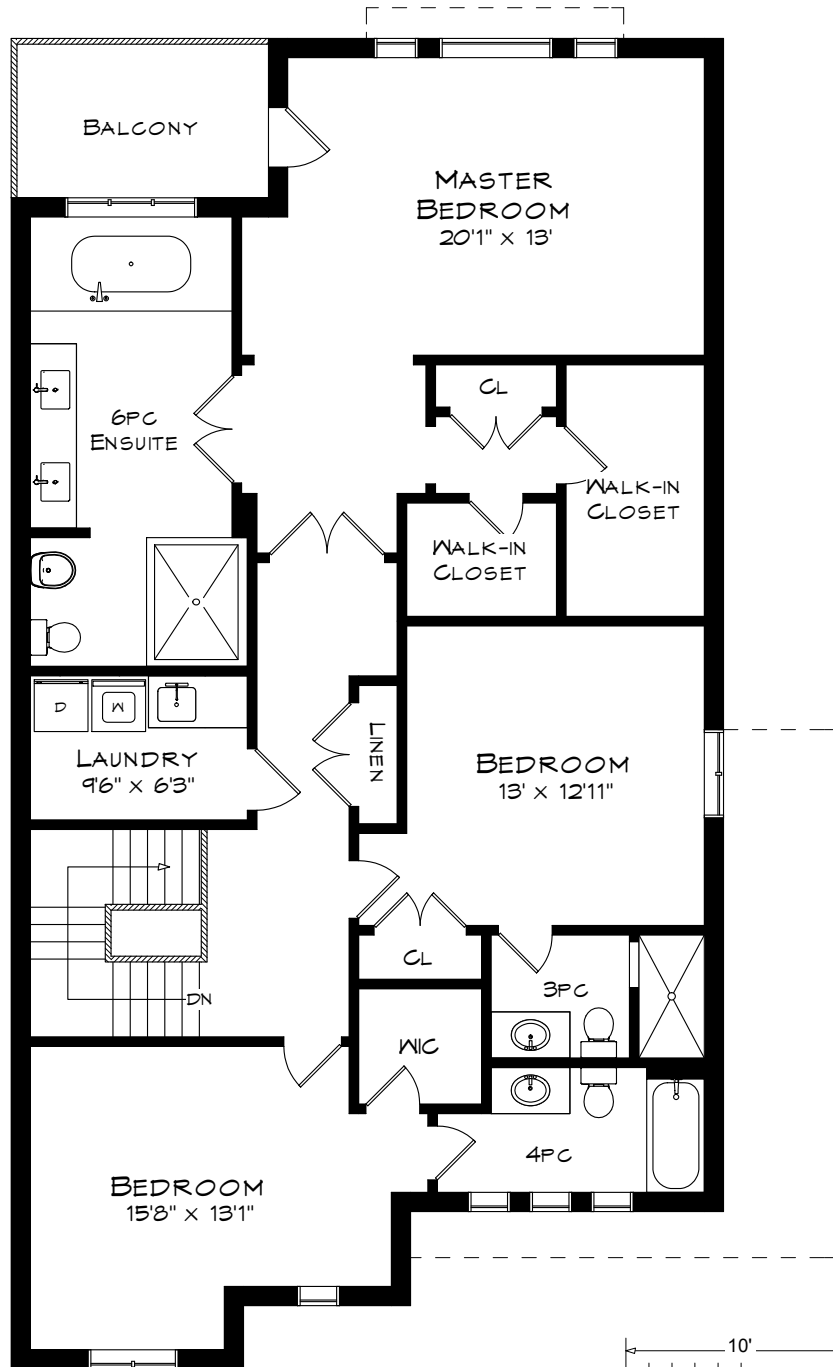 BALCONY
MASTER
BEDROOM
20'1" X 13'
6PC
ENSUITE
CL
WALK-IN
CLOSET
WALK-IN
CLOSET
D
W
LAUNDRY
9'6" X 6'3"
LINEN
BEDROOM
13' X 12'11"
CL
3PC
DN
WIC
4PC
BEDROOM
15'8" X 13'1"
10'